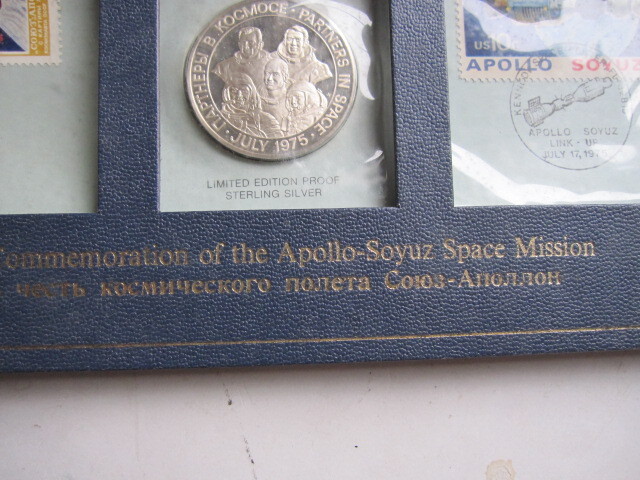 ПАРТНЕРЫ В КОСМОСЕ · PARTNERS IN SPACE
· JULY 1975 ·
LIMITED EDITION PROOF
STERLING SILVER
US10
APOLLO SOYUZ
APOLLO SOYUZ
LINK-UP
JULY 17, 
Commemoration of the Apollo-Soyuz Space Mission
честь космического полета Союз-Аполлон